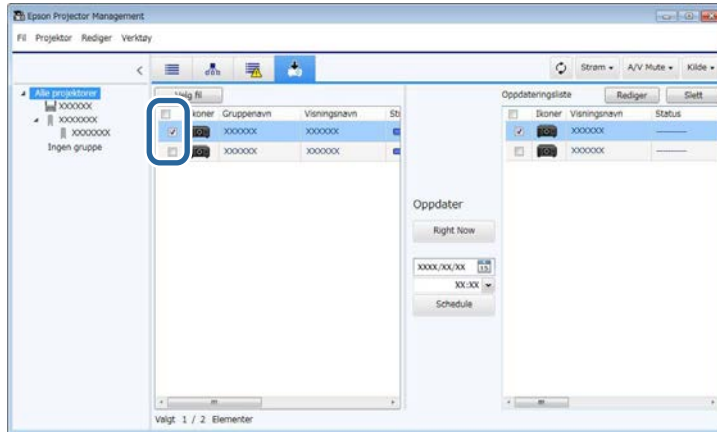 Epson Projector Management
Fil Projektor Rediger Verktøy
Strøm A/V Mute Kilde
Alle projektorer
XXXXXX
XXXXXXX
XXXXXXX
Ingen gruppe
Velg fil
Ikoner Gruppenavn Visningsnavn
XXXXXX XXXXXX
XXXXXX XXXXXX
Valgt 1 / 2 Elementer
Oppdater
Right Now
XXXX/XX/XX 15
XX:XX
Schedule
Oppdateringsliste Rediger Slett
Ikoner Visningsnavn Status
XXXXXX ————
XXXXXX ————